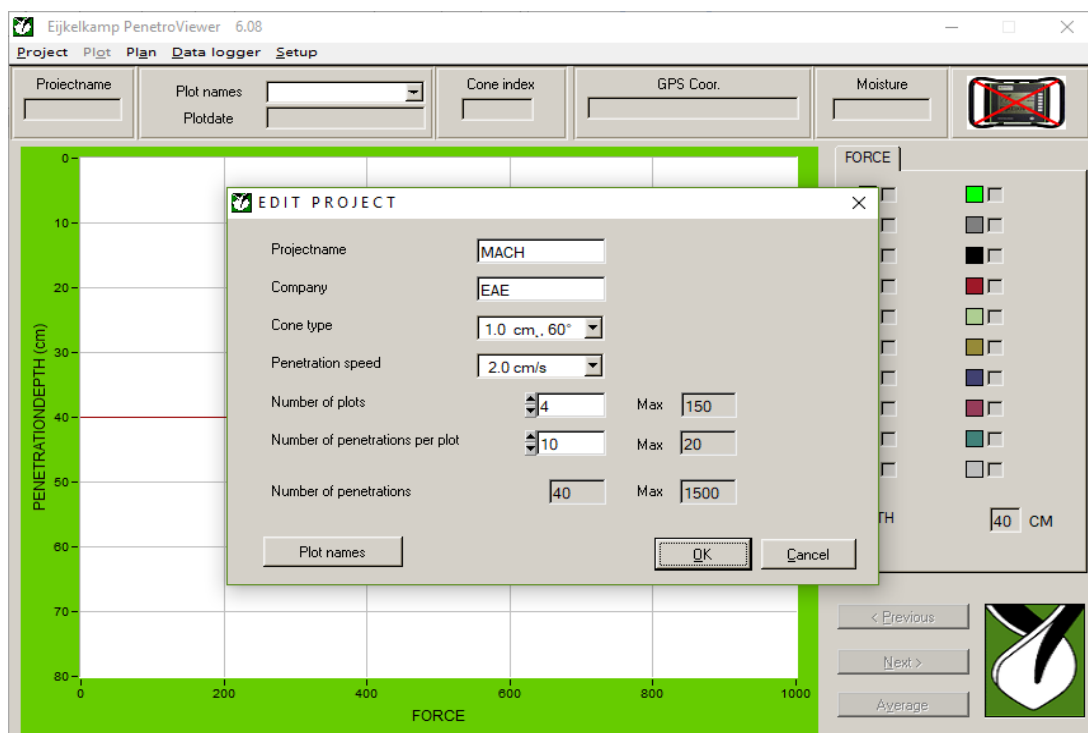 Eijkelkamp PenetroViewer 6.08
Project Plot Plan Data logger Setup
Projectname
Plot names
Plotdate
Cone index
GPS Coor.
Moisture
FORCE
EDIT PROJECT
Projectname MACH
Company EAE
Cone type 1.0 cm., 60°
Penetration speed 2.0 cm/s
Number of plots 4 Max 150
Number of penetrations per plot 10 Max 20
Number of penetrations 40 Max 1500
Plot names OK Cancel
TH 40 CM
< Previous
Next >
Average
PENETRATIONDEPTH (cm)
0
10
20
30
40
50
60
70
80
0 200 400 600 800 1000
FORCE